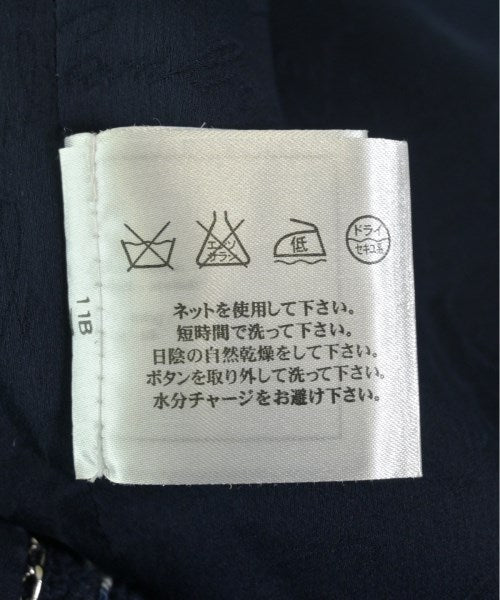 エンソ
サラシ
低
ドライ
セキユ系
ネットを使用して下さい。
短時間で洗って下さい。
日陰の自然乾燥をして下さい。
ボタンを取り外して洗って下さい。
水分チャージをお避け下さい。
11B